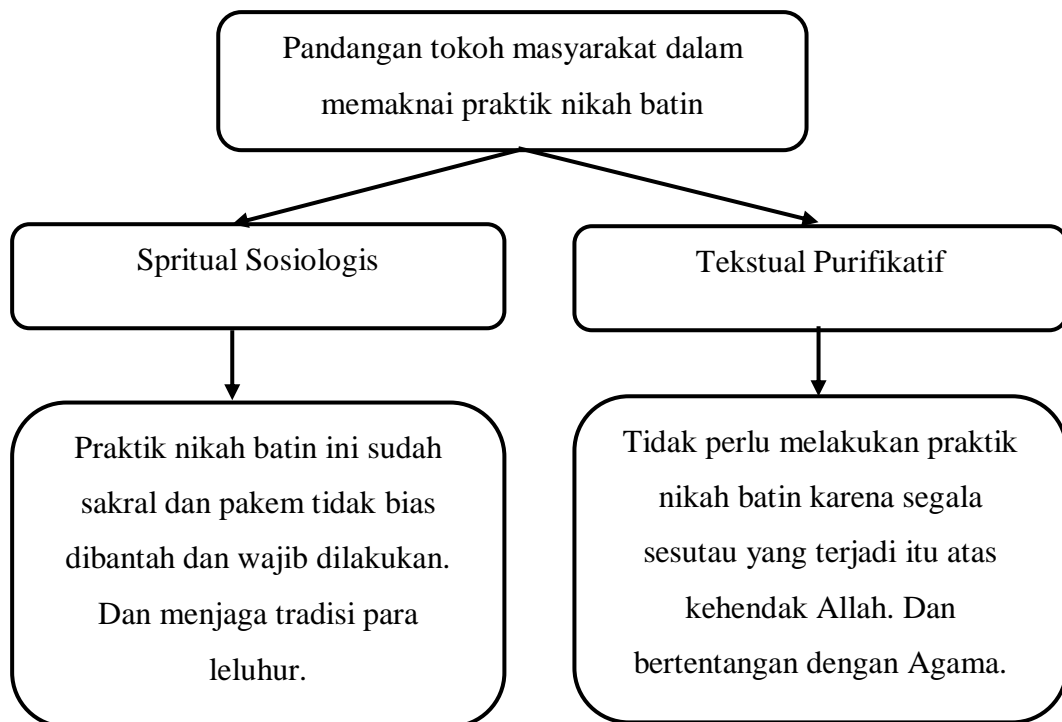 Pandangan tokoh masyarakat dalam
memaknai praktik nikah batin
Spritual Sosiologis
Tekstual Purifikatif
Praktik nikah batin ini sudah
sakral dan pakem tidak bias
dibantah dan wajib dilakukan.
Dan menjaga tradisi para
leluhur.
Tidak perlu melakukan praktik
nikah batin karena segala
sesutau yang terjadi itu atas
kehendak Allah. Dan
bertentangan dengan Agama.